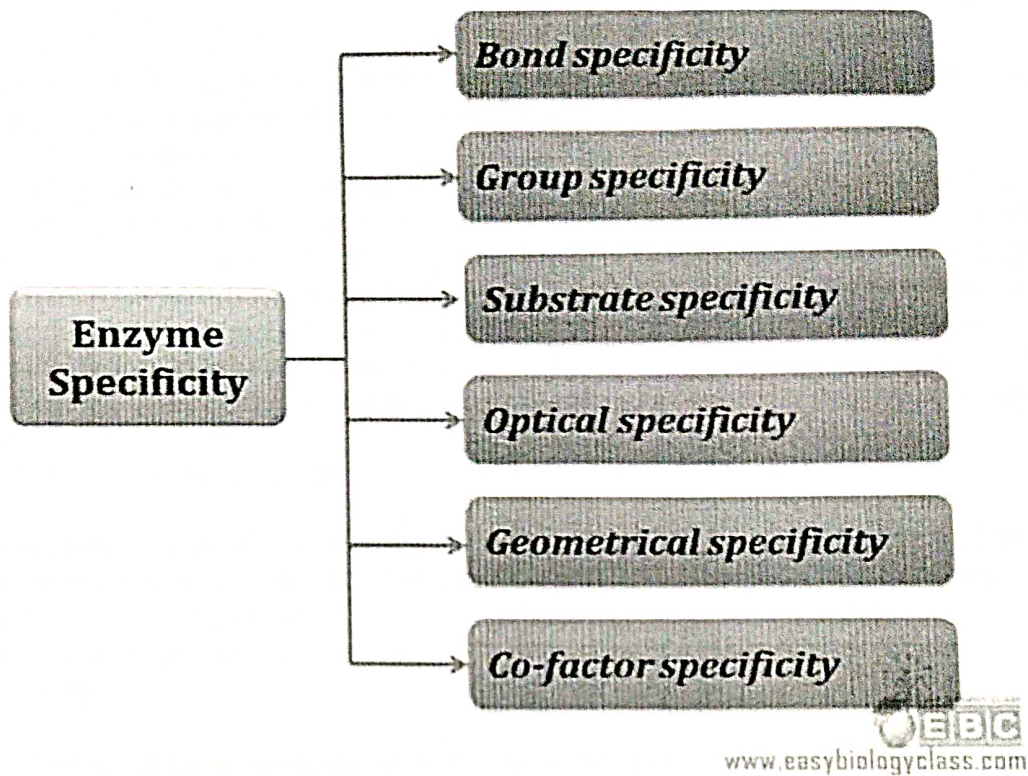 Bond specificity
Group specificity
Substrate specificity
Enzyme
Specificity
Optical specificity
Geometrical specificity
Co-factor specificity
EBC
www.easybiologyclass.com